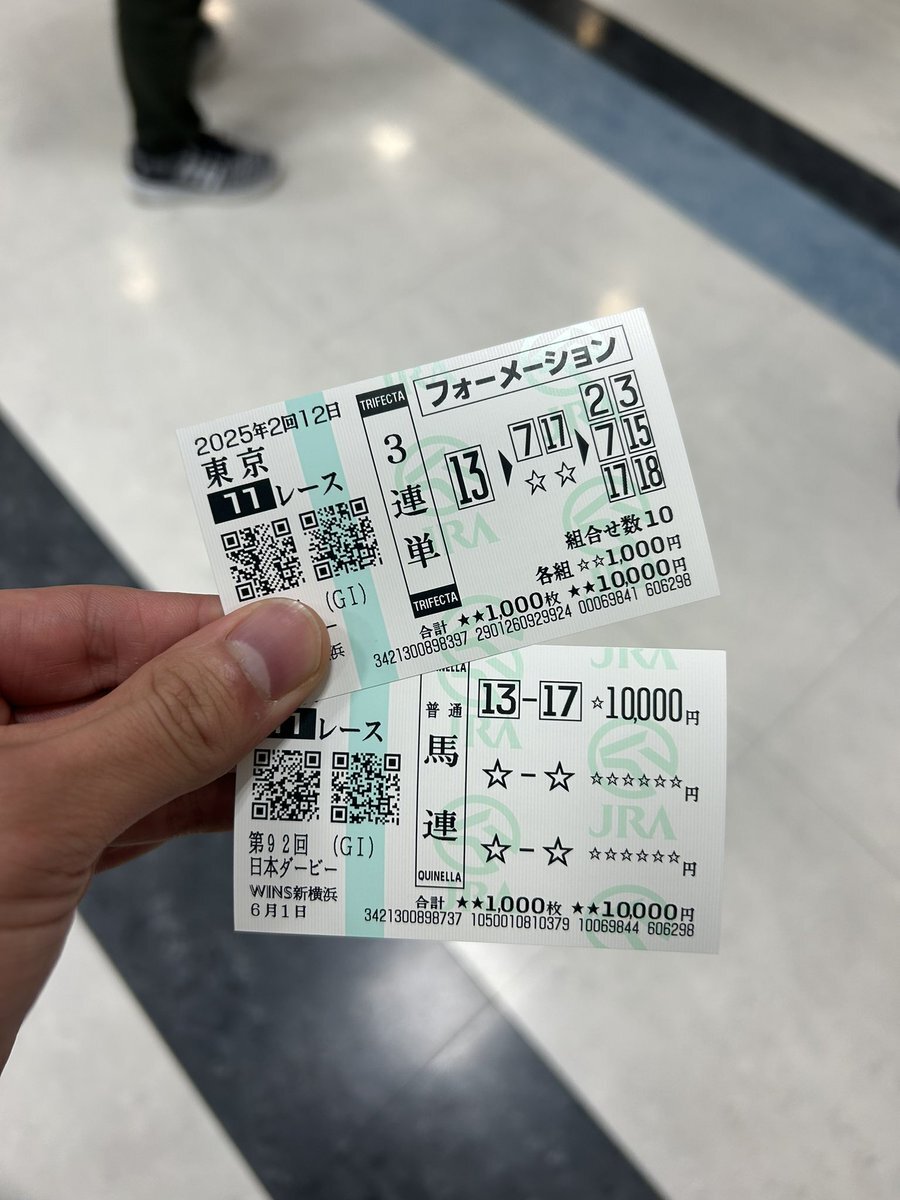 2025年2回12日
東京
11レース
(GI)
ー
浜
TRIFECTA
3連単
TRIFECTA
フォーメーション
13▶7 17▶2 3
☆☆ 7 15
17 18
組合せ数10
各組 ☆☆1,000円
合計 ★★1,000枚 ★★10,000円
3421300898397 2901260929924 00069841 606298
JRA
11レース
第92回 (GI)
日本ダービー
WINS新横浜
6月1日
QUINELLA
普通
馬連
QUINELLA
13-17 ☆10,000円
☆-☆ ☆☆☆☆☆☆円
☆-☆ ☆☆☆☆☆☆円
合計 ★★1,000枚 ★★10,000円
3421300898737 1050010810379 10069844 606298
JRA
JRA
JRA